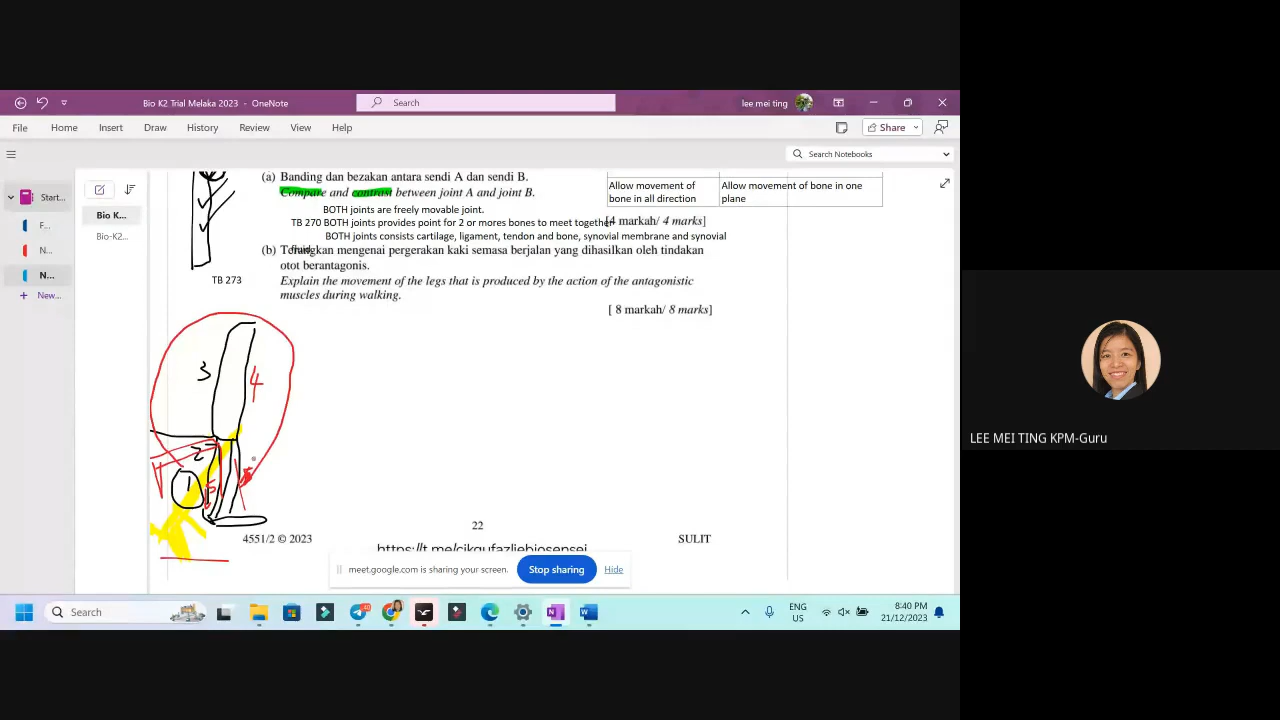 Bio K2 Trial Melaka 2023 - OneNote
Search
lee mei ting
File Home Insert Draw History Review View Help
Share
Search Notebooks
Start...
F...
N...
N...
New...
Bio K...
Bio-K2...
(a) Banding dan bezakan antara sendi A dan sendi B.
Compare and contrast between joint A and joint B.
Allow movement of bone in all direction
Allow movement of bone in one plane
BOTH joints are freely movable joint.
[4 markah/ 4 marks]
TB 270 BOTH joints provides point for 2 or mores bones to meet together
BOTH joints consists cartilage, ligament, tendon and bone, synovial membrane and synovial
(b) Terangkan mengenai pergerakan kaki semasa berjalan yang dihasilkan oleh tindakan
otot berantagonis.
TB 273
Explain the movement of the legs that is produced by the action of the antagonistic
muscles during walking.
[ 8 markah/ 8 marks]
3
4
2
1
22
4551/2 © 2023
SULIT
https://t.me/cikgufazliebiosensei
meet.google.com is sharing your screen.
Stop sharing
Hide
Search
ENG
US
8:40 PM
21/12/2023
LEE MEI TING KPM-Guru